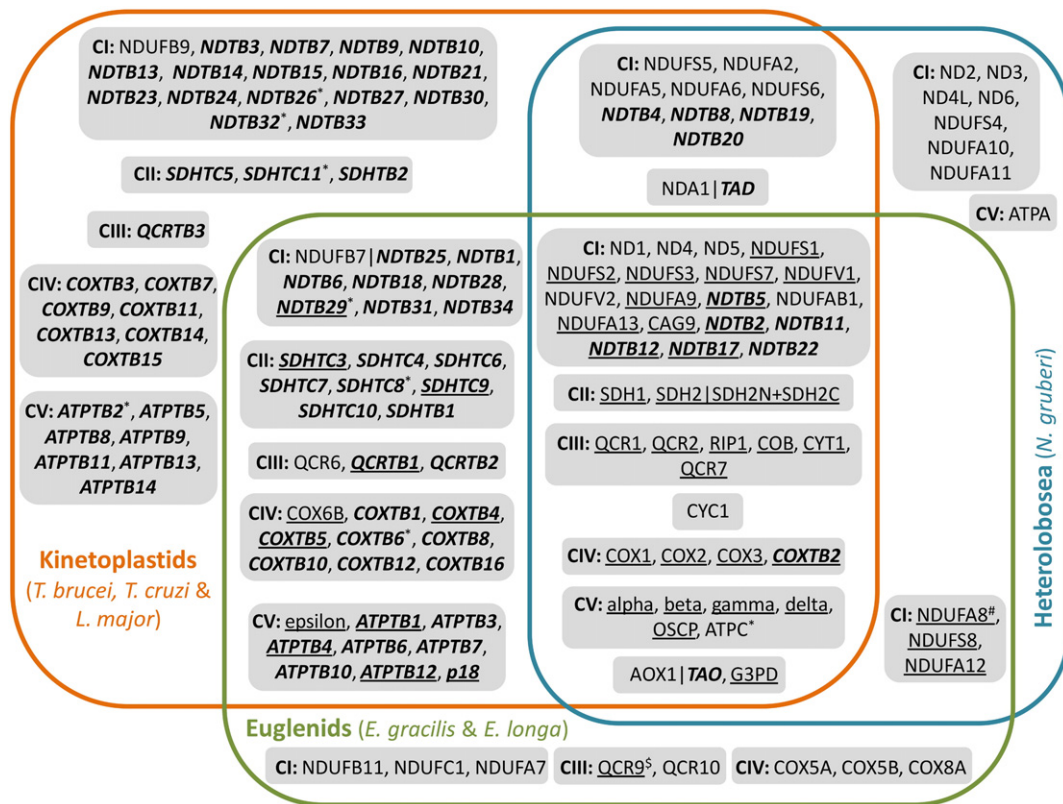 CI: NDUFB9, NDTB3, NDTB7, NDTB9, NDTB10,
NDTB13, NDTB14, NDTB15, NDTB16, NDTB21,
NDTB23, NDTB24, NDTB26*, NDTB27, NDTB30,
NDTB32*, NDTB33
CII: SDHTC5, SDHTC11*, SDHTB2
CIII: QCRTB3
CIV: COXTB3, COXTB7,
COXTB9, COXTB11,
COXTB13, COXTB14,
COXTB15
CV: ATPTB2*, ATPTB5,
ATPTB8, ATPTB9,
ATPTB11, ATPTB13,
ATPTB14
Kinetoplastids
(T. brucei, T. cruzi &
L. major)
CI: NDUFS5, NDUFA2,
NDUFA5, NDUFA6, NDUFS6,
NDTB4, NDTB8, NDTB19,
NDTB20
NDA1|TAD
CI: ND2, ND3,
ND4L, ND6,
NDUFS4,
NDUFA10,
NDUFA11
CV: ATPA
Heterolobosea (N. gruberi)
CI: NDUFB7|NDTB25, NDTB1,
NDTB6, NDTB18, NDTB28,
NDTB29*, NDTB31, NDTB34
CII: SDHTC3, SDHTC4, SDHTC6,
SDHTC7, SDHTC8*, SDHTC9,
SDHTC10, SDHTB1
CIII: QCR6, QCRTB1, QCRTB2
CIV: COX6B, COXTB1, COXTB4,
COXTB5, COXTB6*, COXTB8,
COXTB10, COXTB12, COXTB16
CV: epsilon, ATPTB1, ATPTB3,
ATPTB4, ATPTB6, ATPTB7,
ATPTB10, ATPTB12, p18
CI: ND1, ND4, ND5, NDUFS1,
NDUFS2, NDUFS3, NDUFS7, NDUFV1,
NDUFV2, NDUFA9, NDTB5, NDUFAB1,
NDUFA13, CAG9, NDTB2, NDTB11,
NDTB12, NDTB17, NDTB22
CII: SDH1, SDH2|SDH2N+SDH2C
CIII: QCR1, QCR2, RIP1, COB, CYT1,
QCR7
CYC1
CIV: COX1, COX2, COX3, COXTB2
CV: alpha, beta, gamma, delta,
OSCP, ATPC*
AOX1|TAO, G3PD
CI: NDUFA8#,
NDUFS8,
NDUFA12
Euglenids (E. gracilis & E. longa)
CI: NDUFB11, NDUFC1, NDUFA7
CIII: QCR9$, QCR10
CIV: COX5A, COX5B, COX8A